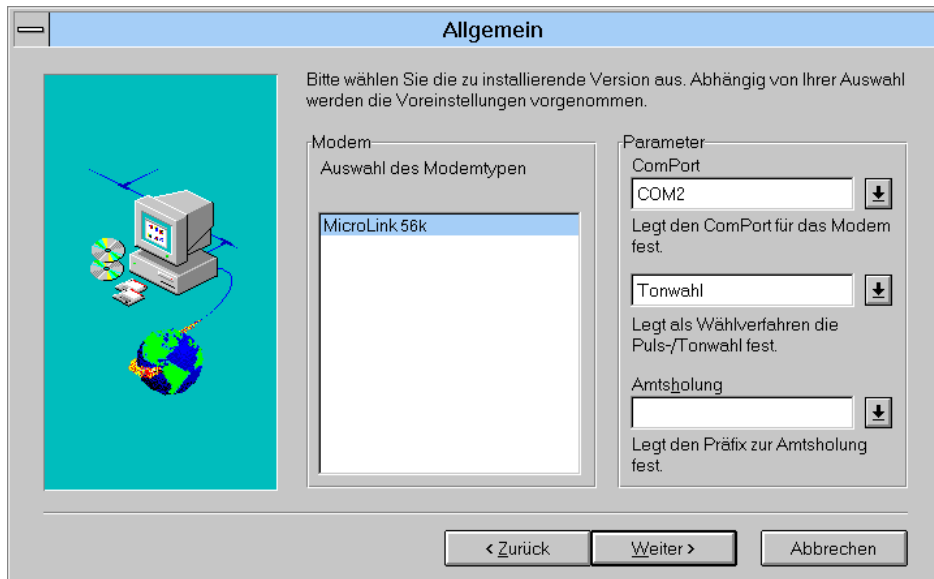 Allgemein
Bitte wählen Sie die zu installierende Version aus. Abhängig von Ihrer Auswahl
werden die Voreinstellungen vorgenommen.
Modem
Auswahl des Modemtypen
MicroLink 56k
Parameter
ComPort
COM2
Legt den ComPort für das Modem
fest.
Tonwahl
Legt als Wählverfahren die
Puls-/Tonwahl fest.
Amtsholung
Legt den Präfix zur Amtsholung
fest.
< Zurück
Weiter >
Abbrechen